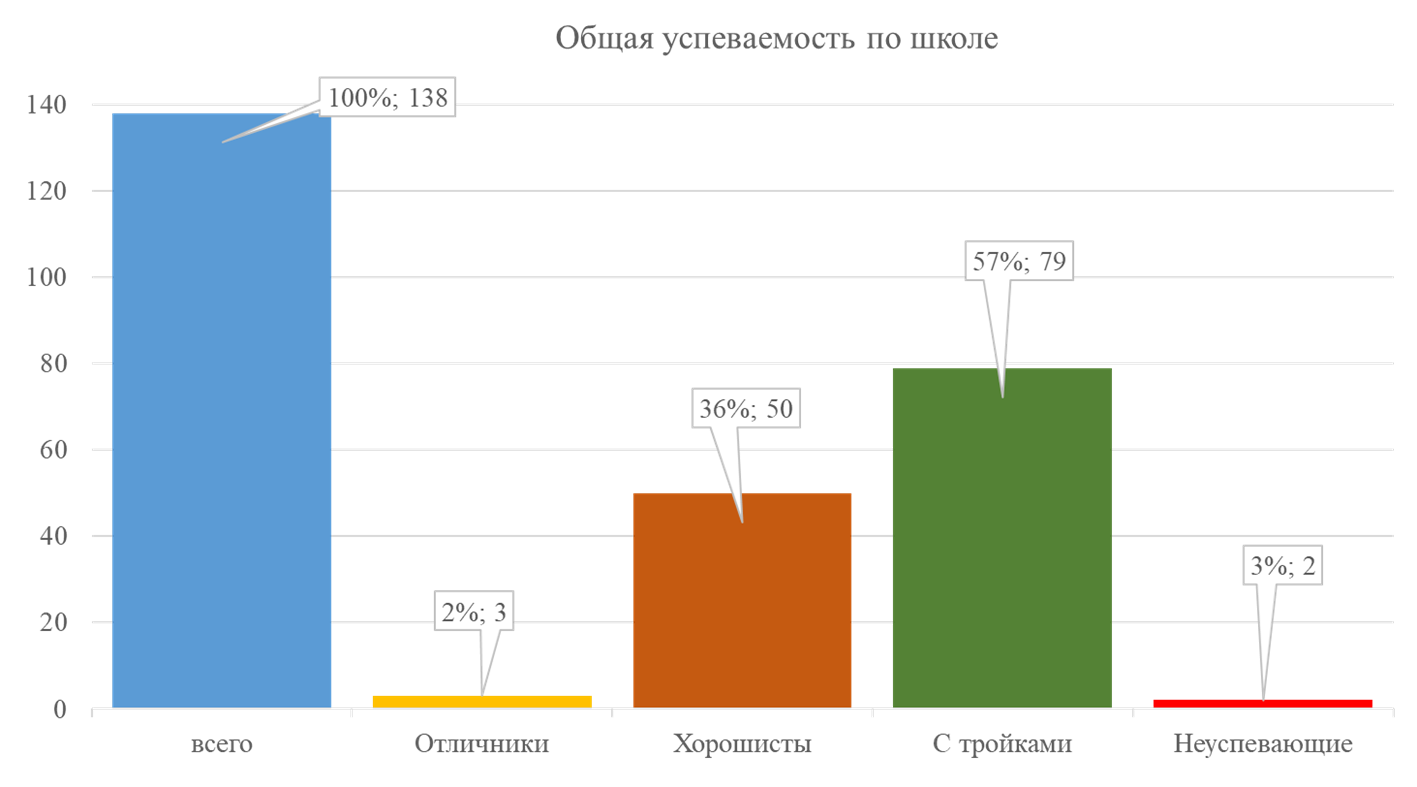 Общая успеваемость по школе
140
120
100
80
60
40
20
0
100%; 138
2%; 3
36%; 50
57%; 79
3%; 2
всего
Отличники
Хорошисты
С тройками
Неуспевающие